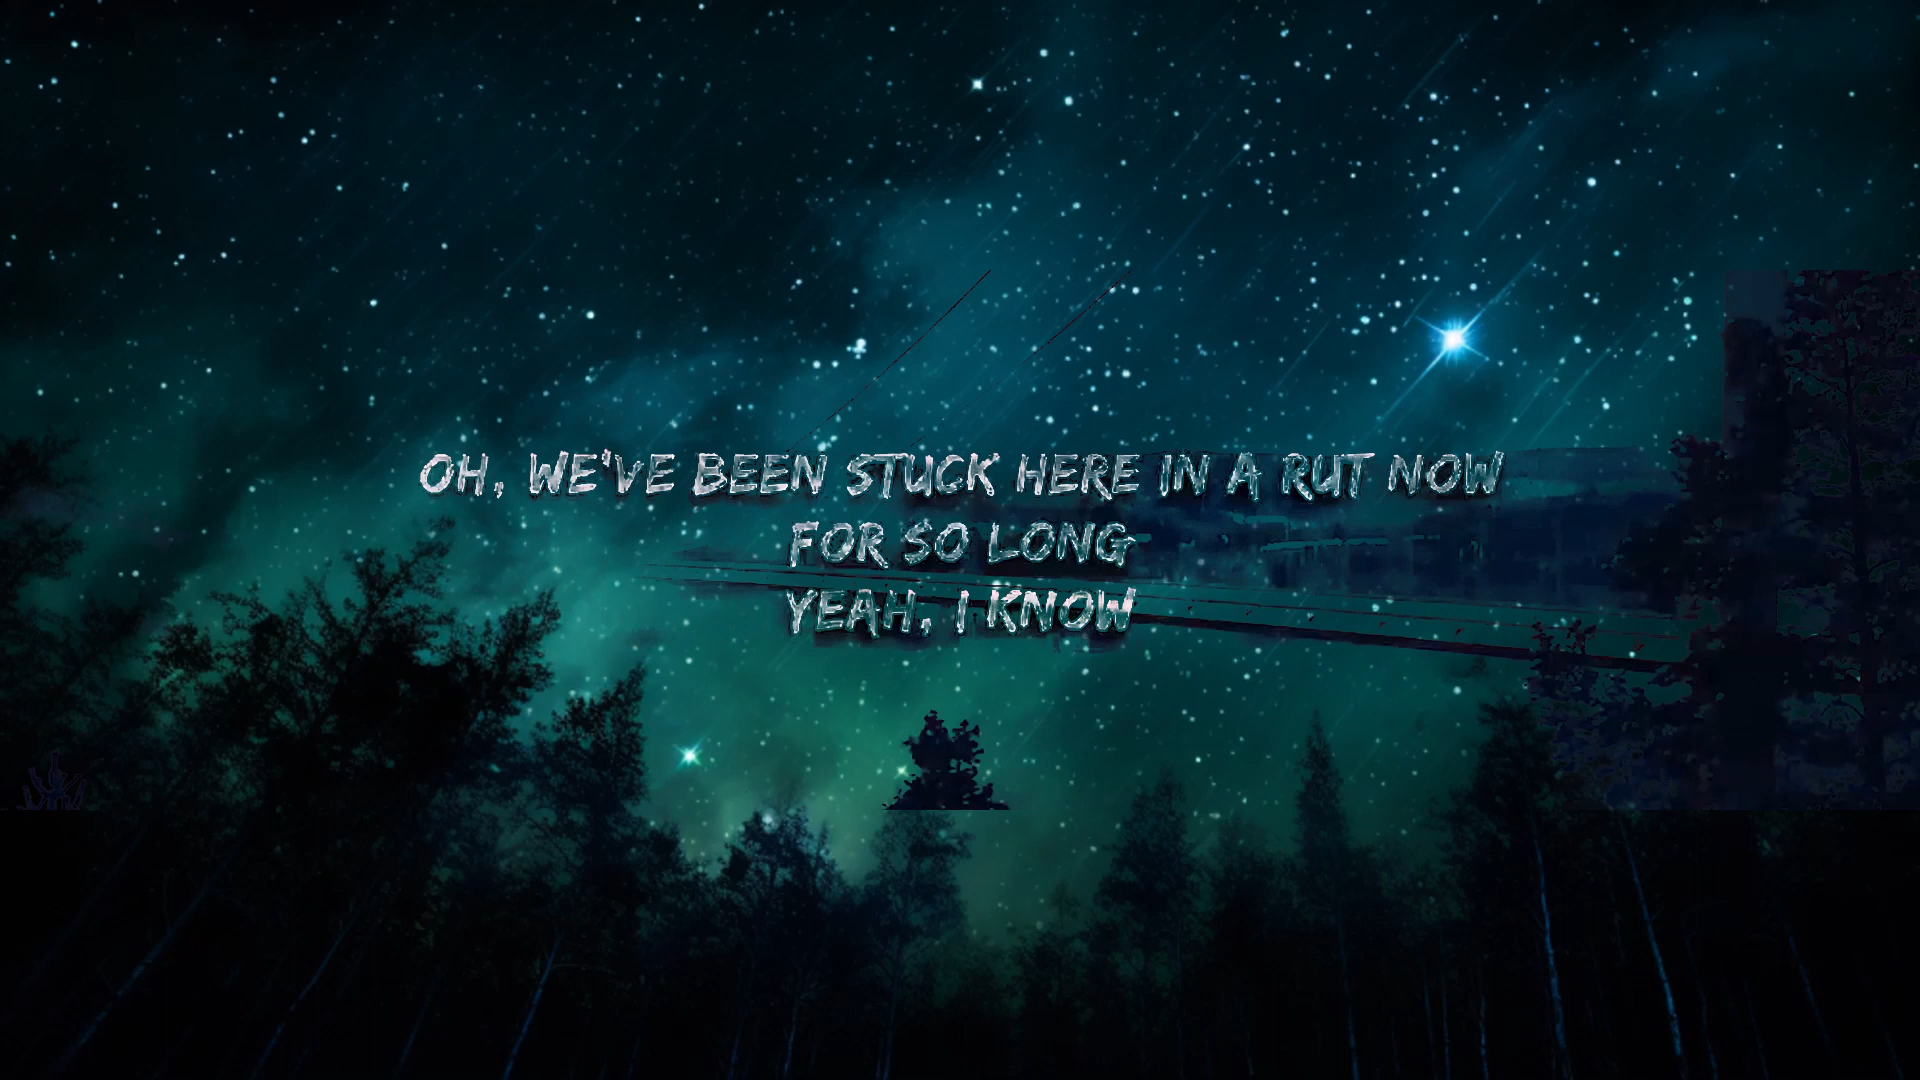 OH, WE'VE BEEN STUCK HERE IN A RUT NOW
FOR SO LONG
YEAH, I KNOW